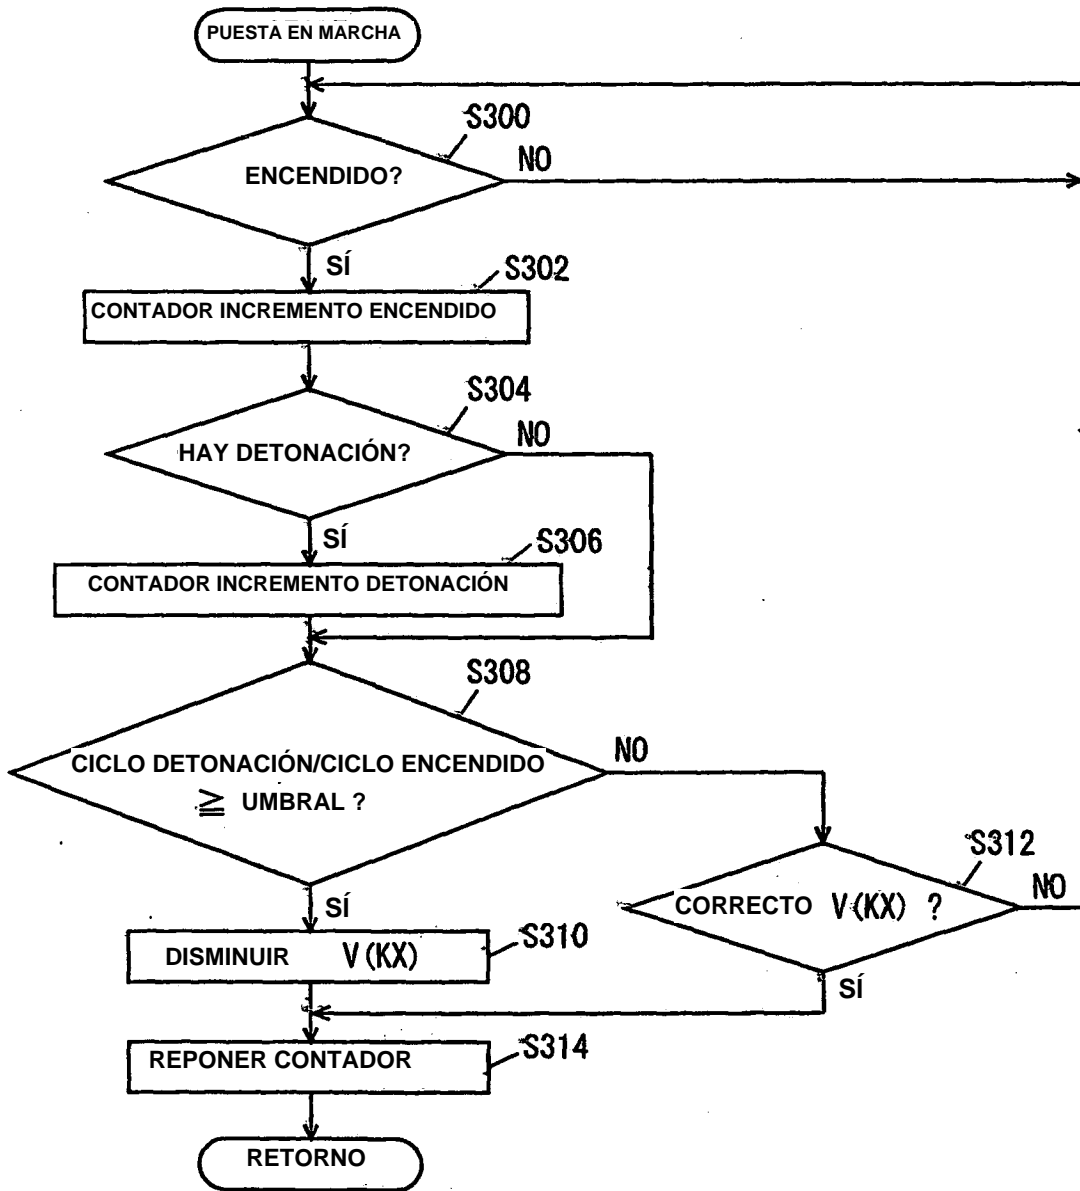 PUESTA EN MARCHA
S300
ENCENDIDO?
NO
SÍ
S302
CONTADOR INCREMENTO ENCENDIDO
S304
HAY DETONACIÓN?
NO
SÍ
S306
CONTADOR INCREMENTO DETONACIÓN
S308
CICLO DETONACIÓN/CICLO ENCENDIDO
≧ UMBRAL ?
NO
SÍ
S312
CORRECTO V(KX) ?
NO
SÍ
S310
DISMINUIR V(KX)
S314
REPONER CONTADOR
RETORNO